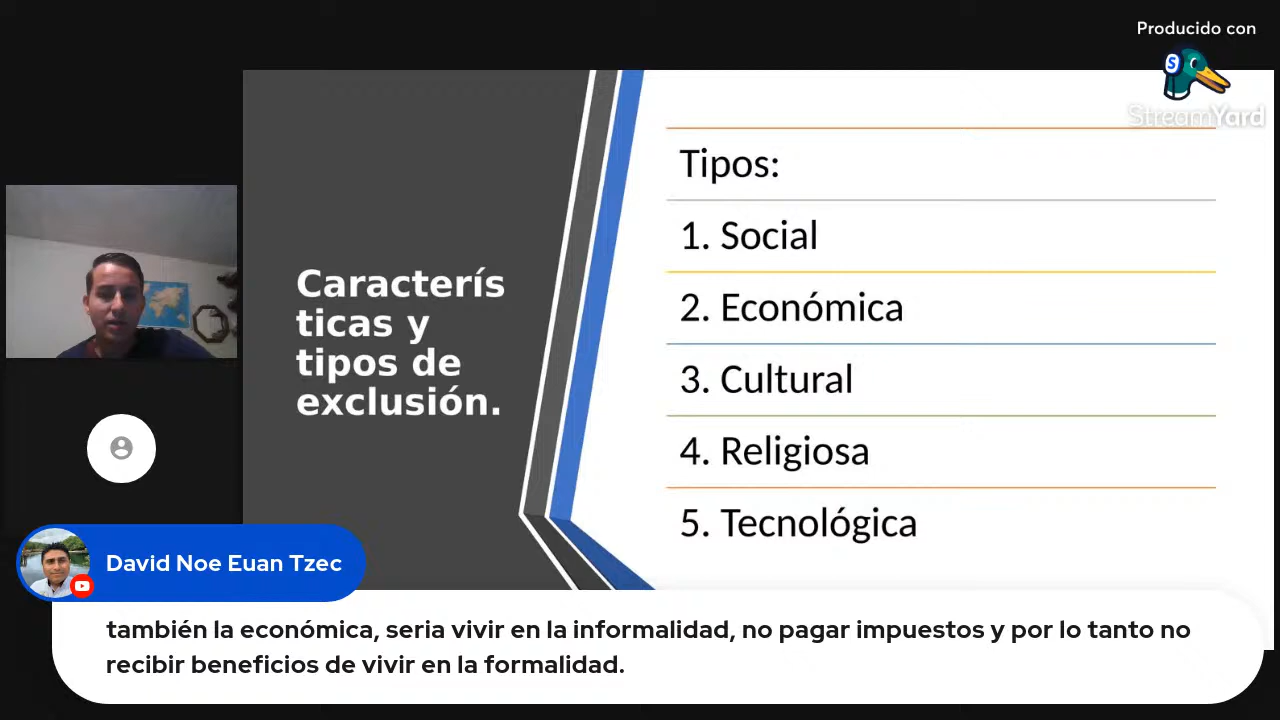 Producido con
StreamYard
Caracterís
ticas y
tipos de
exclusión.
Tipos:
1. Social
2. Económica
3. Cultural
4. Religiosa
5. Tecnológica
David Noe Euan Tzec
también la económica, seria vivir en la informalidad, no pagar impuestos y por lo tanto no
recibir beneficios de vivir en la formalidad.